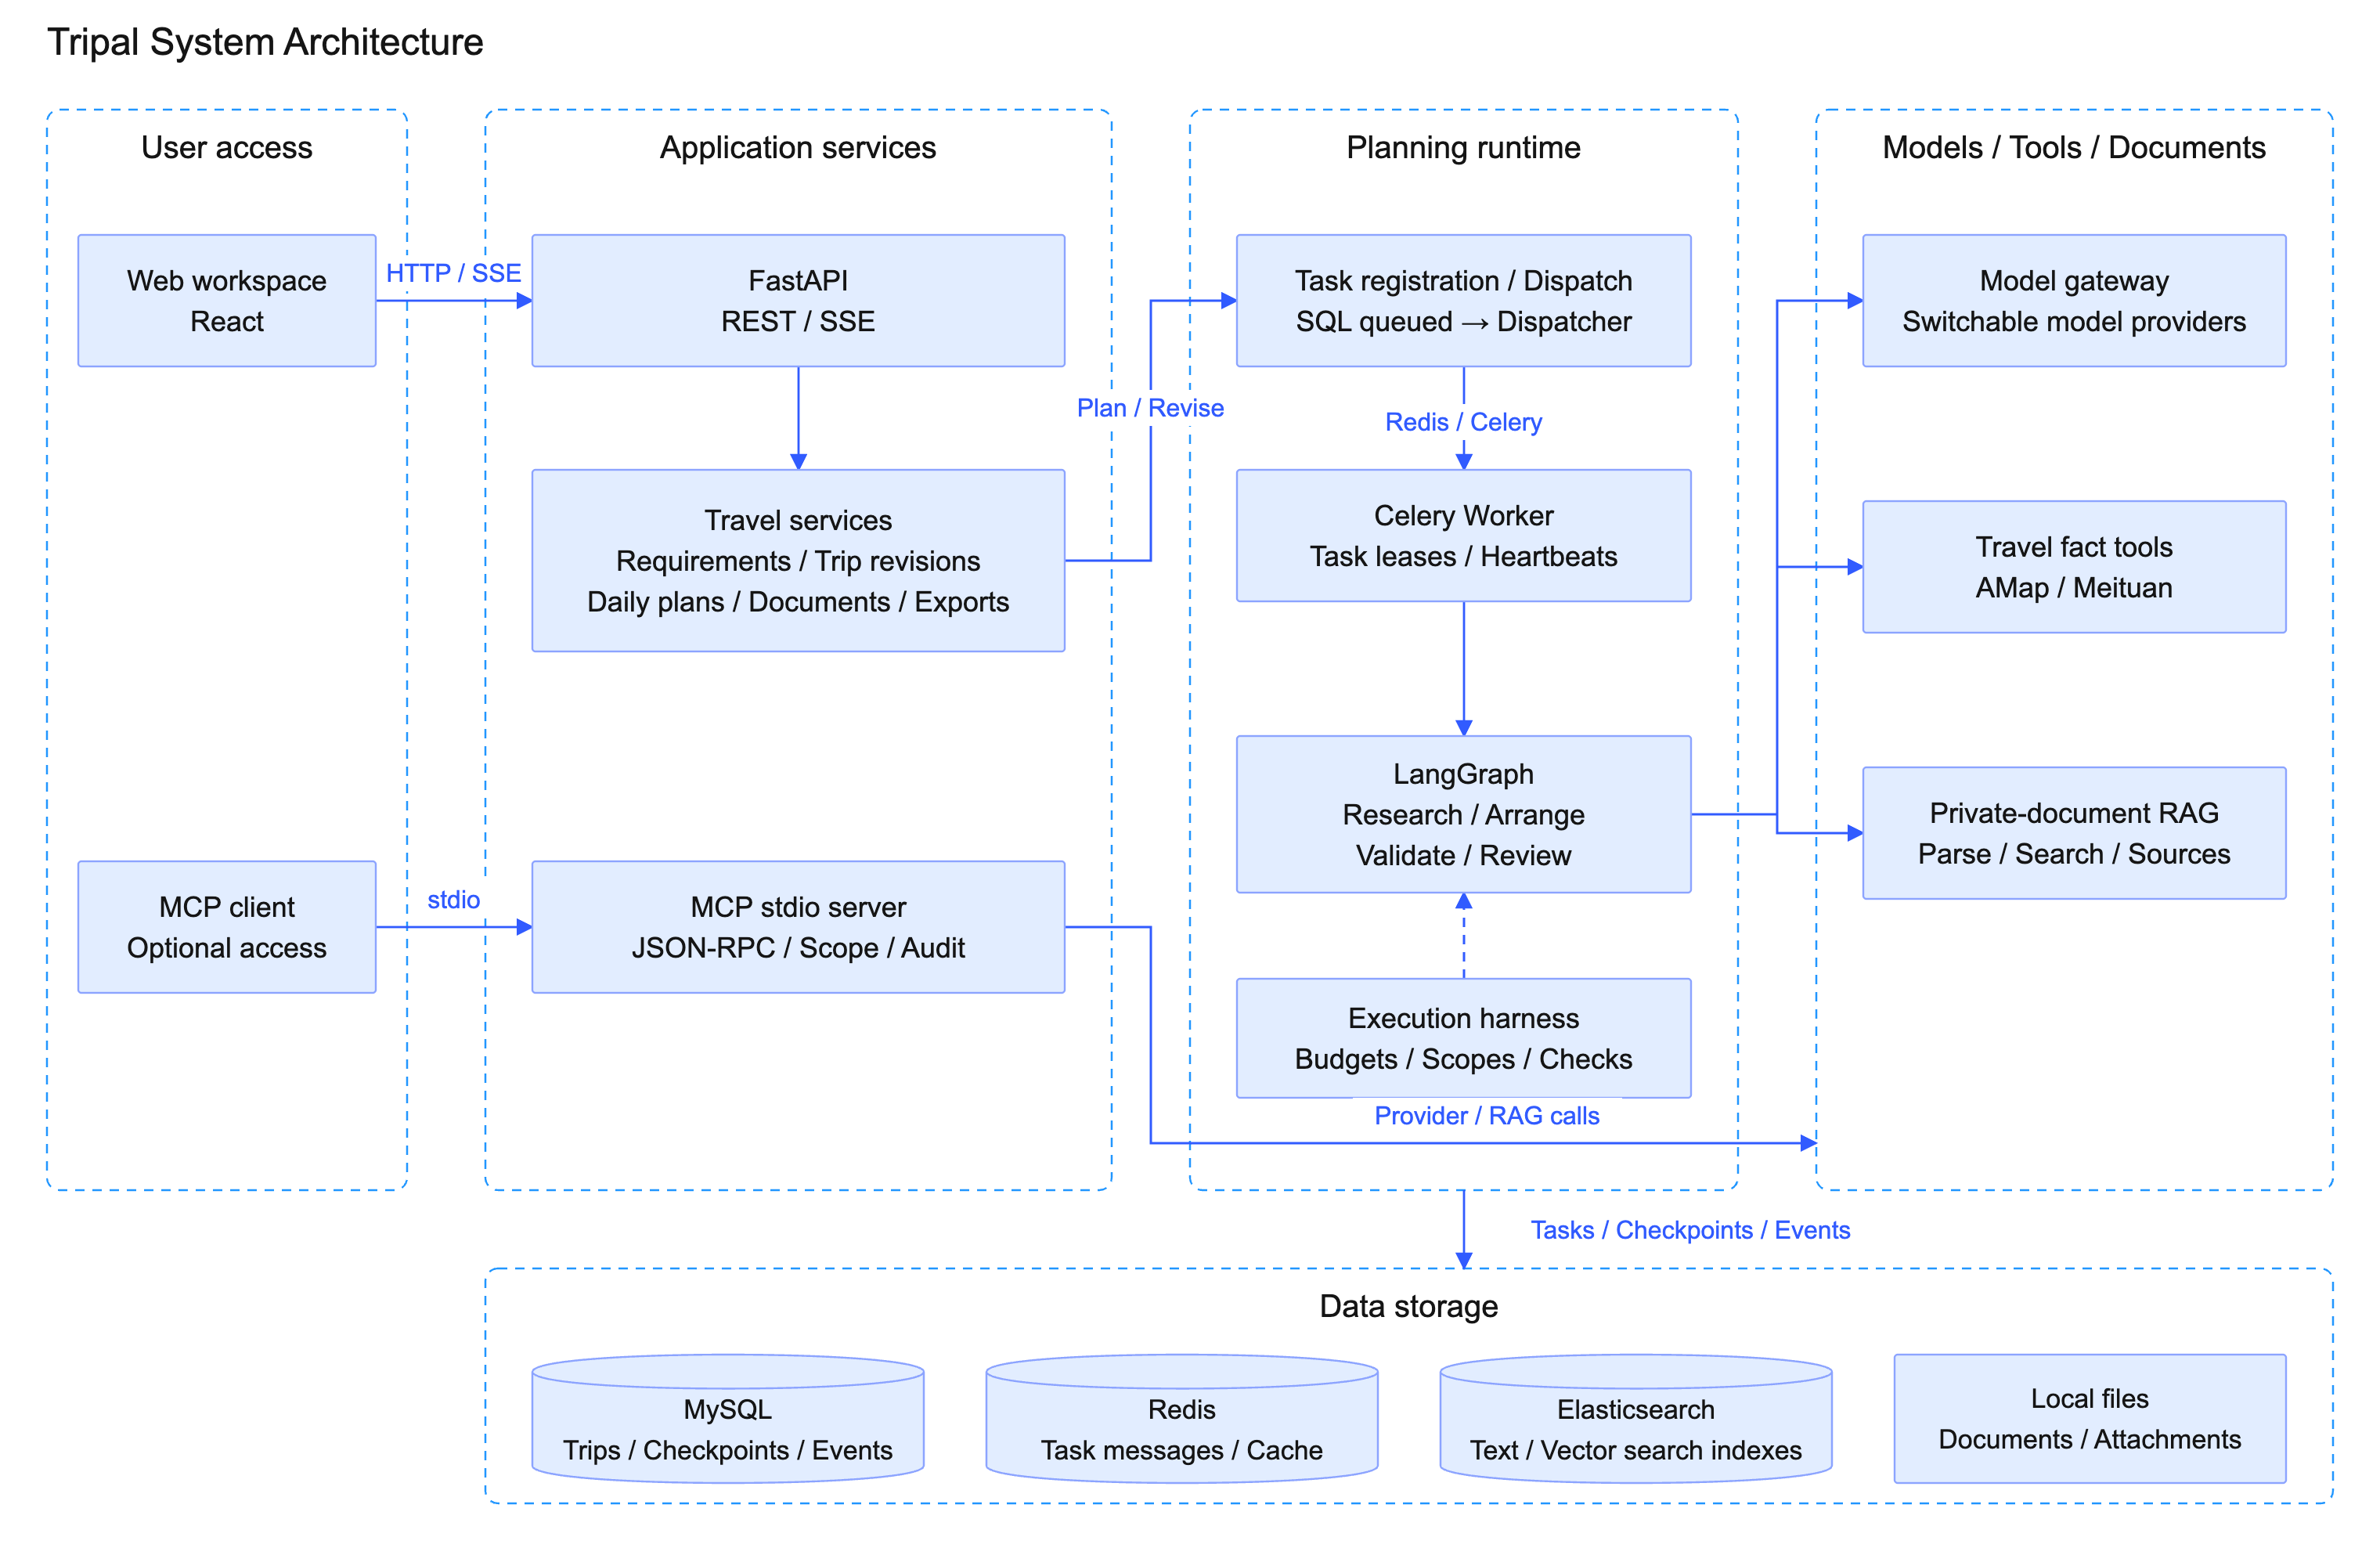 Tripal System Architecture
User access
Web workspace
React
MCP client
Optional access
HTTP / SSE
stdio
Application services
FastAPI
REST / SSE
Travel services
Requirements / Trip revisions
Daily plans / Documents / Exports
MCP stdio server
JSON-RPC / Scope / Audit
Plan / Revise
Planning runtime
Task registration / Dispatch
SQL queued → Dispatcher
Redis / Celery
Celery Worker
Task leases / Heartbeats
LangGraph
Research / Arrange
Validate / Review
Execution harness
Budgets / Scopes / Checks
Provider / RAG calls
Models / Tools / Documents
Model gateway
Switchable model providers
Travel fact tools
AMap / Meituan
Private-document RAG
Parse / Search / Sources
Tasks / Checkpoints / Events
Data storage
MySQL
Trips / Checkpoints / Events
Redis
Task messages / Cache
Elasticsearch
Text / Vector search indexes
Local files
Documents / Attachments